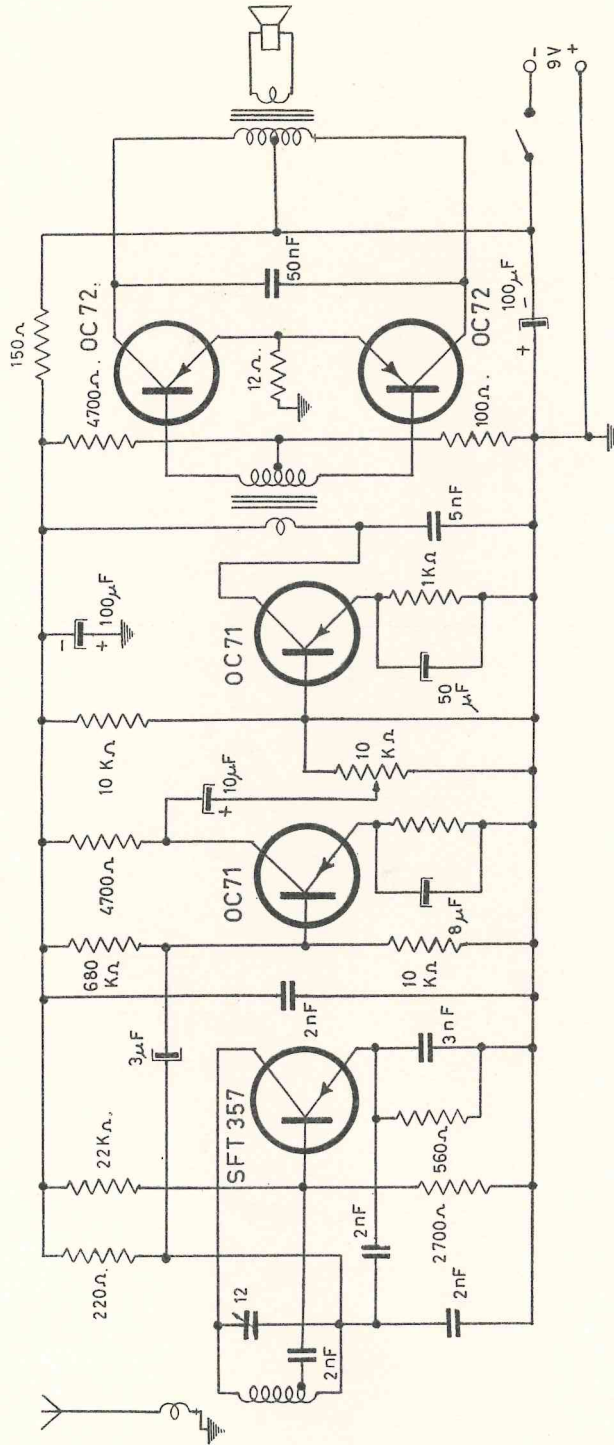 220Ω
22KΩ,
3µF
680
KΩ
4700Ω
10 KΩ
-
+
100µF
4700Ω.
150Ω
OC72.
12
2nF
SFT357
2nF
OC71
+
10µF
10
KΩ
OC71
12Ω.
50nF
2nF
2nF
2700Ω
560Ω
3nF
10
KΩ
8µF
50
µF
1KΩ
5nF
100Ω.
OC72
+
-
100µF
-
9V
+